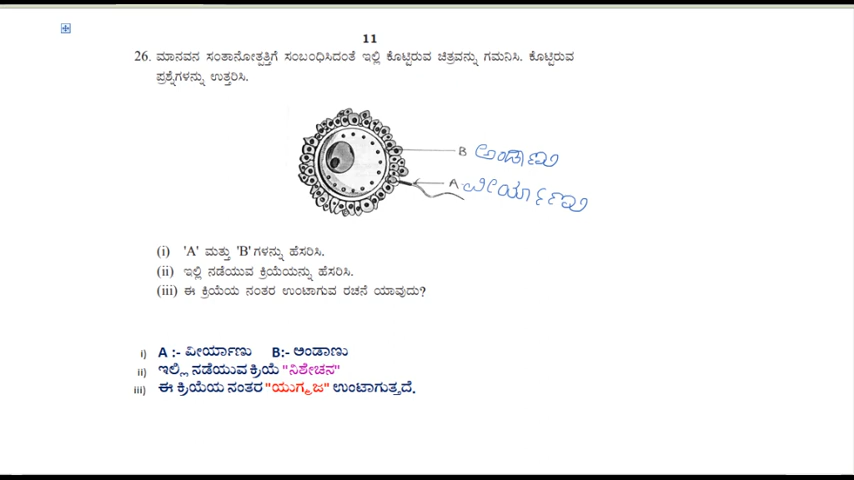 11
26. ಮಾನವನ ಸಂತಾನೋತ್ಪತ್ತಿಗೆ ಸಂಬಂಧಿಸಿದಂತೆ ಇಲ್ಲಿ ಕೊಟ್ಟಿರುವ ಚಿತ್ರವನ್ನು ಗಮನಿಸಿ. ಕೊಟ್ಟಿರುವ
ಪ್ರಶ್ನೆಗಳನ್ನು ಉತ್ತರಿಸಿ.
B ಅಂಡಾಣು
A ವೀರ್ಯಾಣು
(i) 'A' ಮತ್ತು 'B' ಗಳನ್ನು ಹೆಸರಿಸಿ.
(ii) ಇಲ್ಲಿ ನಡೆಯುವ ಕ್ರಿಯೆಯನ್ನು ಹೆಸರಿಸಿ.
(iii) ಈ ಕ್ರಿಯೆಯ ನಂತರ ಉಂಟಾಗುವ ರಚನೆ ಯಾವುದು?
i) A :- ವೀರ್ಯಾಣು B:- ಅಂಡಾಣು
ii) ಇಲ್ಲಿ ನಡೆಯುವ ಕ್ರಿಯೆ "ನಿಶೇಚನ"
iii) ಈ ಕ್ರಿಯೆಯ ನಂತರ "ಯುಗ್ಮಜ" ಉಂಟಾಗುತ್ತದೆ.